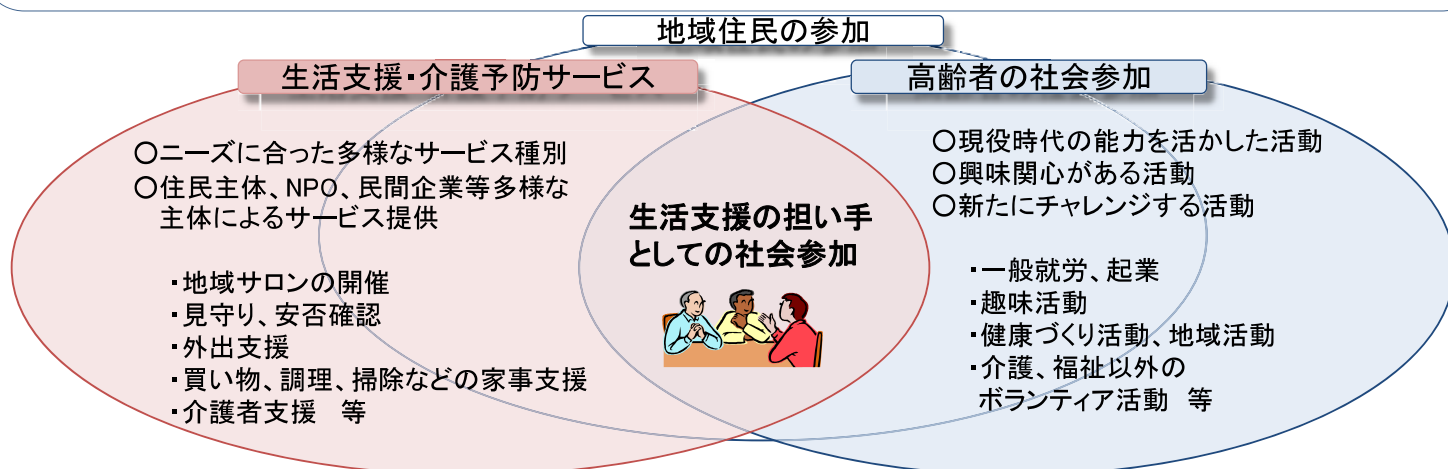 地域住民の参加
生活支援・介護予防サービス
○ニーズに合った多様なサービス種別
○住民主体、NPO、民間企業等多様な
主体によるサービス提供
・地域サロンの開催
・見守り、安否確認
・外出支援
・買い物、調理、掃除などの家事支援
・介護者支援　等
生活支援の担い手
としての社会参加
高齢者の社会参加
○現役時代の能力を活かした活動
○興味関心がある活動
○新たにチャレンジする活動
・一般就労、起業
・趣味活動
・健康づくり活動、地域活動
・介護、福祉以外の
ボランティア活動　等